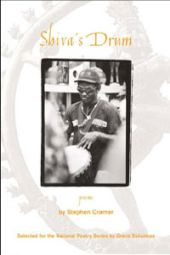 Shiva's Drum
poems
by Stephen Cramer
Selected for the National Poetry Series by Grace Schulman